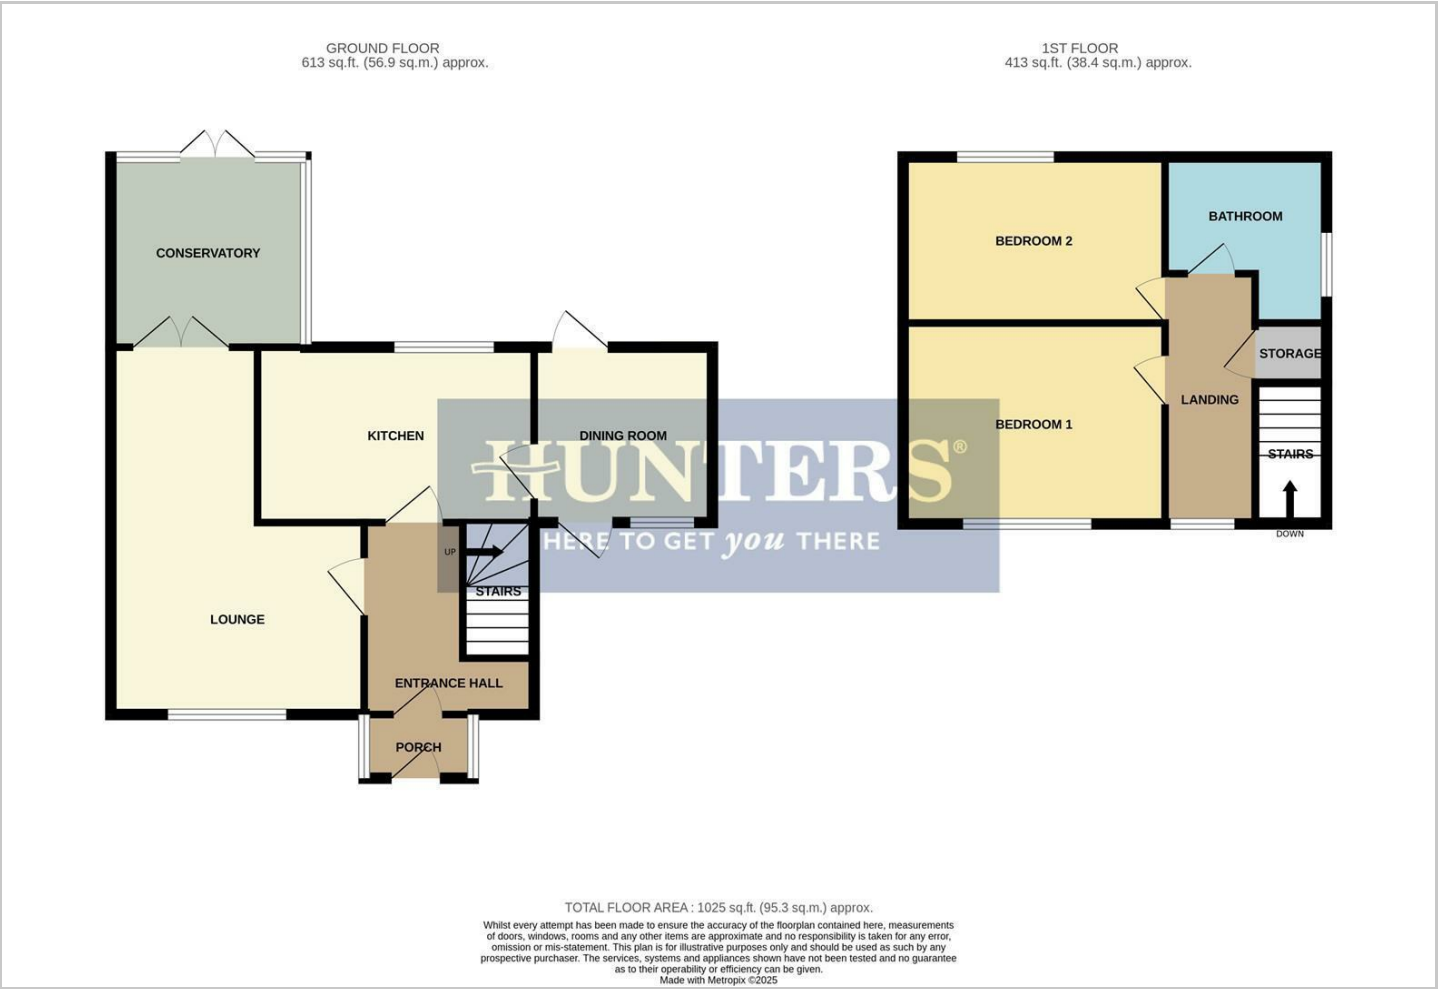 GROUND FLOOR
613 sq.ft. (56.9 sq.m.) approx.
1ST FLOOR
413 sq.ft. (38.4 sq.m.) approx.
CONSERVATORY
KITCHEN
DINING ROOM
LOUNGE
UP
STAIRS
ENTRANCE HALL
PORCH
BATHROOM
BEDROOM 2
STORAGE
LANDING
BEDROOM 1
STAIRS
DOWN
HUNTERS®
HERE TO GET you THERE
TOTAL FLOOR AREA : 1025 sq.ft. (95.3 sq.m.) approx.
Whilst every attempt has been made to ensure the accuracy of the floorplan contained here, measurements
of doors, windows, rooms and any other items are approximate and no responsibility is taken for any error,
omission or mis-statement. This plan is for illustrative purposes only and should be used as such by any
prospective purchaser. The services, systems and appliances shown have not been tested and no guarantee
as to their operability or efficiency can be given.
Made with Metropix ©2025